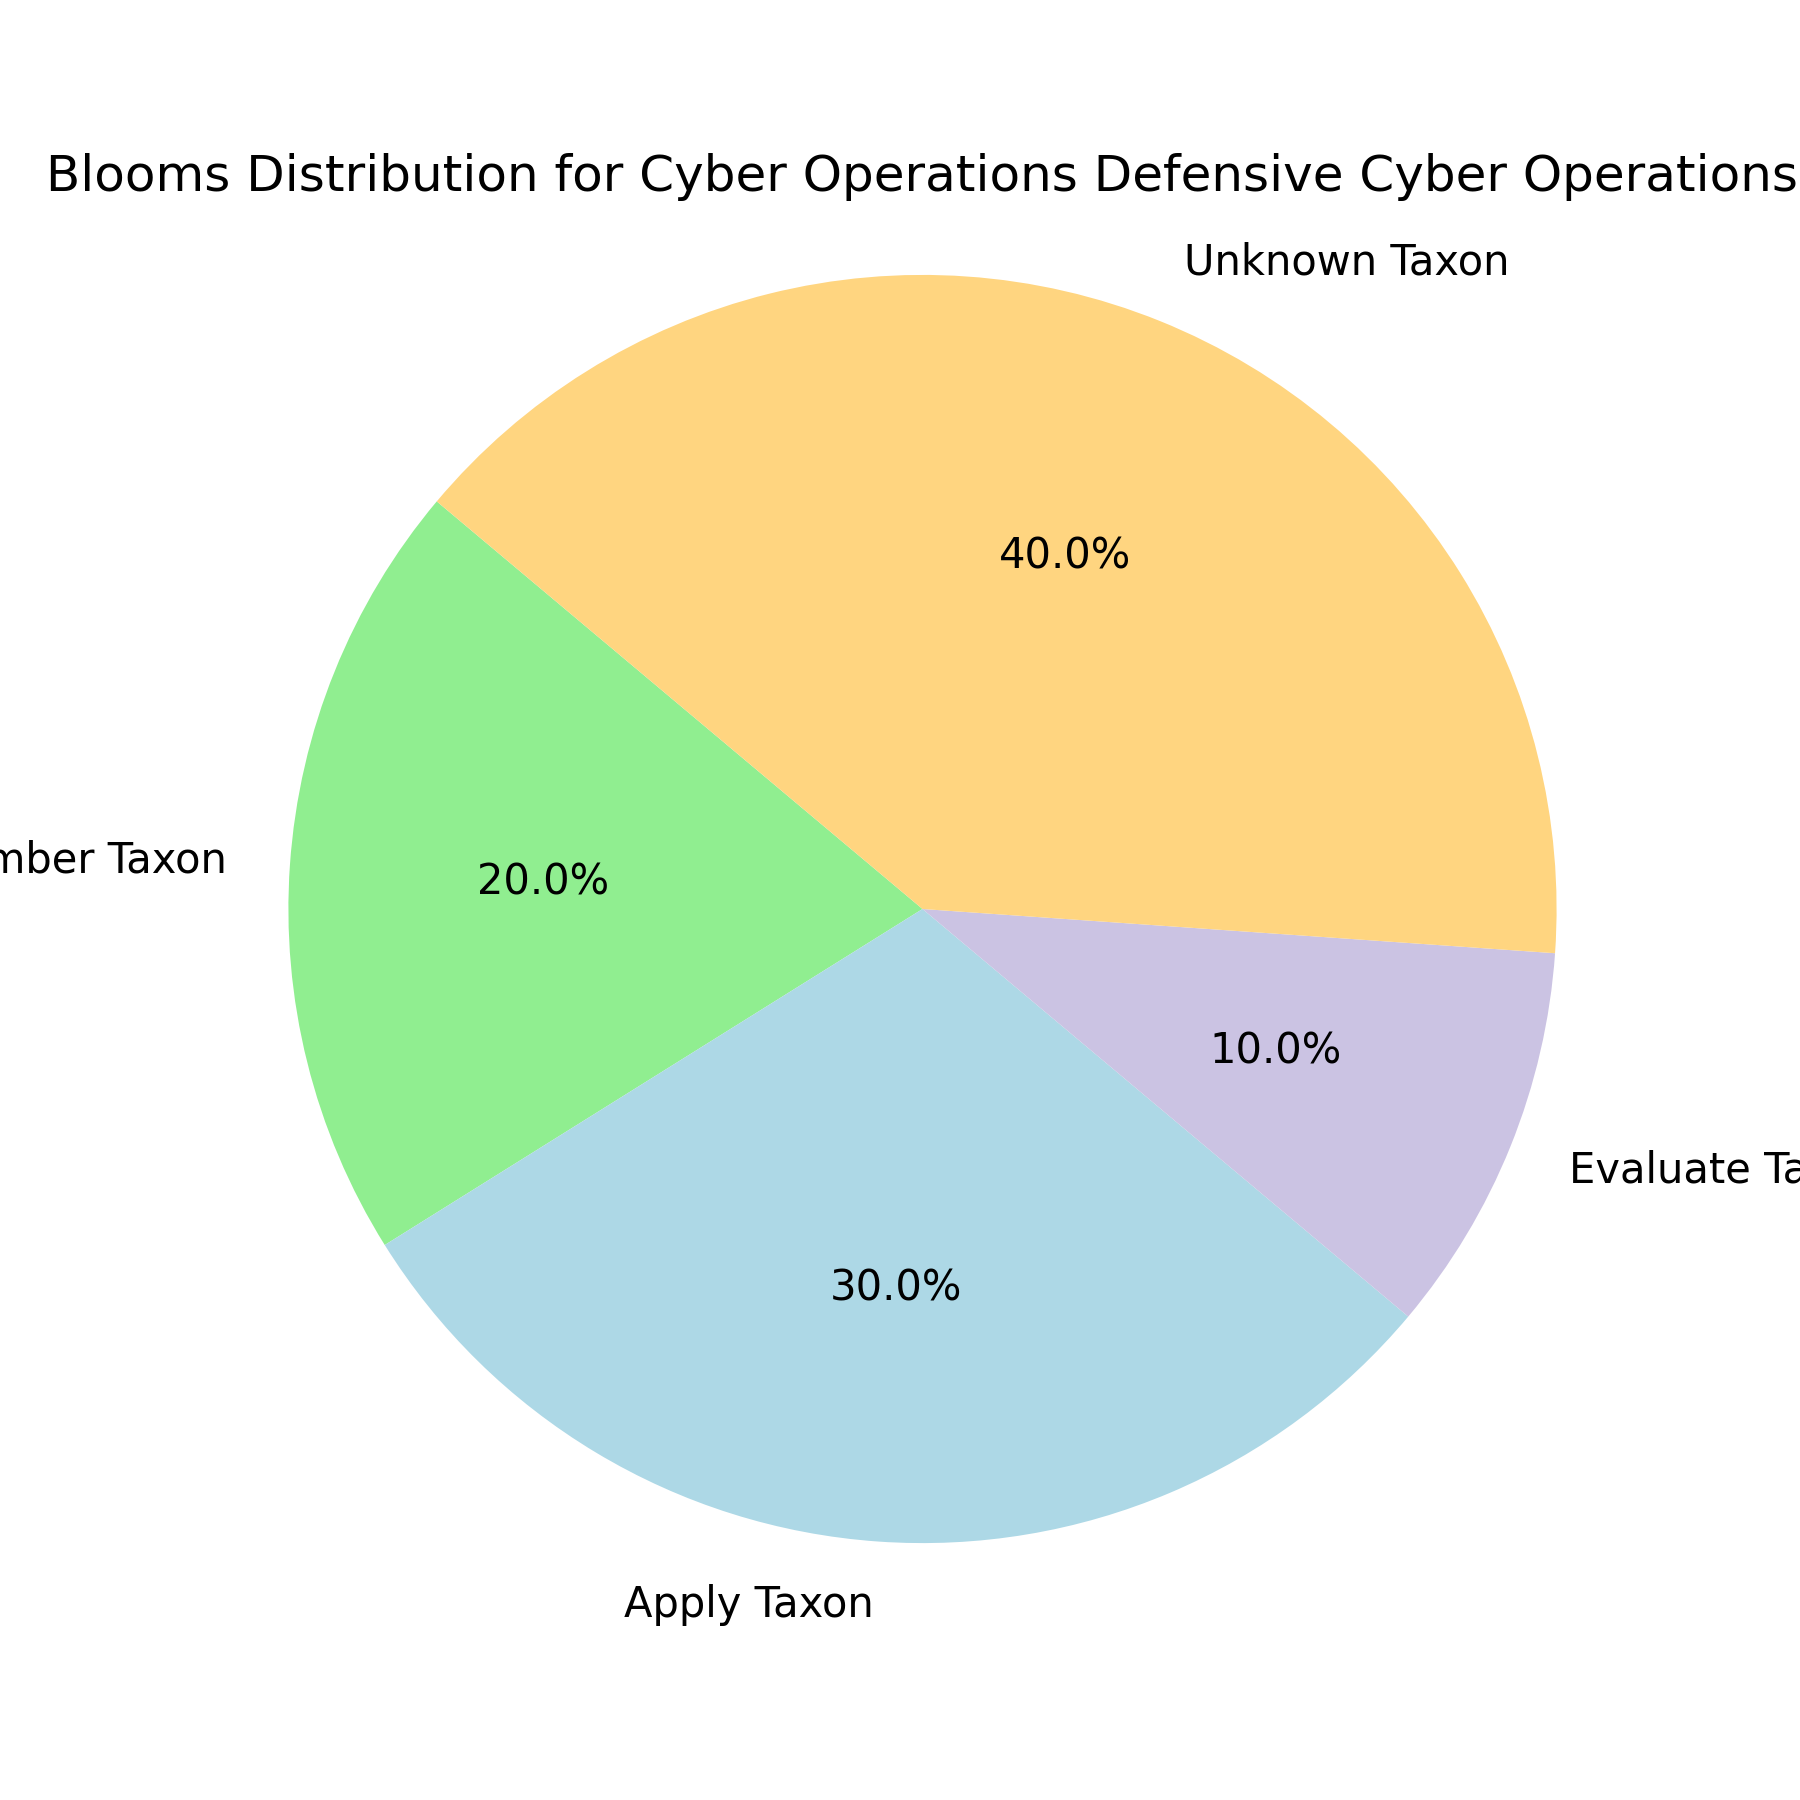 Blooms Distribution for Cyber Operations Defensive Cyber Operations
Unknown Taxon
40.0%
mber Taxon
20.0%
10.0%
Evaluate Ta
30.0%
Apply Taxon